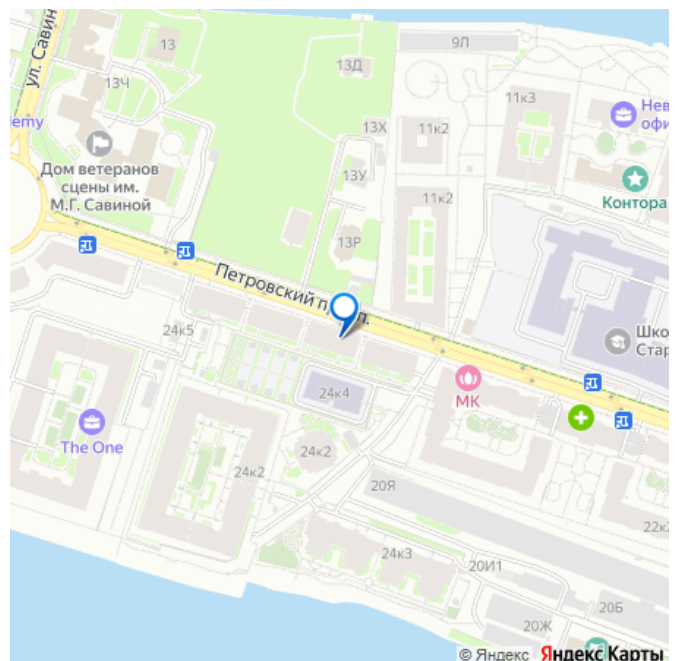 ул. Савин
13
9Л
13Д
13Ч
11к3
Нев
офи
emy
13Х
11к2
Дом ветеранов
сцены им.
М.Г. Савиной
13У
Контора
11к2
13Р
Петровский п
.
24к5
Шко
Стар
24к4
МК
The One
24к2
24к2
20Я
22к
24к3
20И1
20Б
20Ж
© Яндекс Яндекс Карты